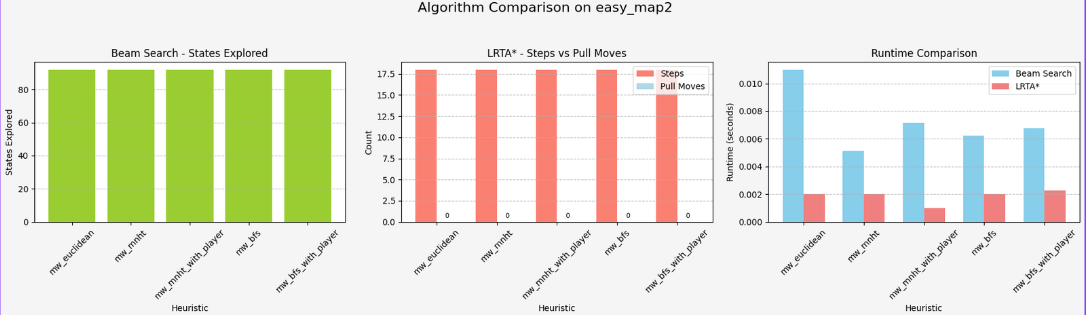 Algorithm Comparison on easy_map2
Beam Search - States Explored
States Explored
80
60
40
20
0
mw_euclidean
mw_mnht
mw_mnht_with_player
mw_bfs
mw_bfs_with_player
Heuristic
LRTA* - Steps vs Pull Moves
Count
17.5
15.0
12.5
10.0
7.5
5.0
2.5
0.0
Steps
Pull Moves
0
0
0
0
0
mw_euclidean
mw_mnht
mw_mnht_with_player
mw_bfs
mw_bfs_with_player
Heuristic
Runtime Comparison
Runtime (seconds)
0.010
0.008
0.006
0.004
0.002
0.000
Beam Search
LRTA*
mw_euclidean
mw_mnht
mw_mnht_with_player
mw_bfs
mw_bfs_with_player
Heuristic